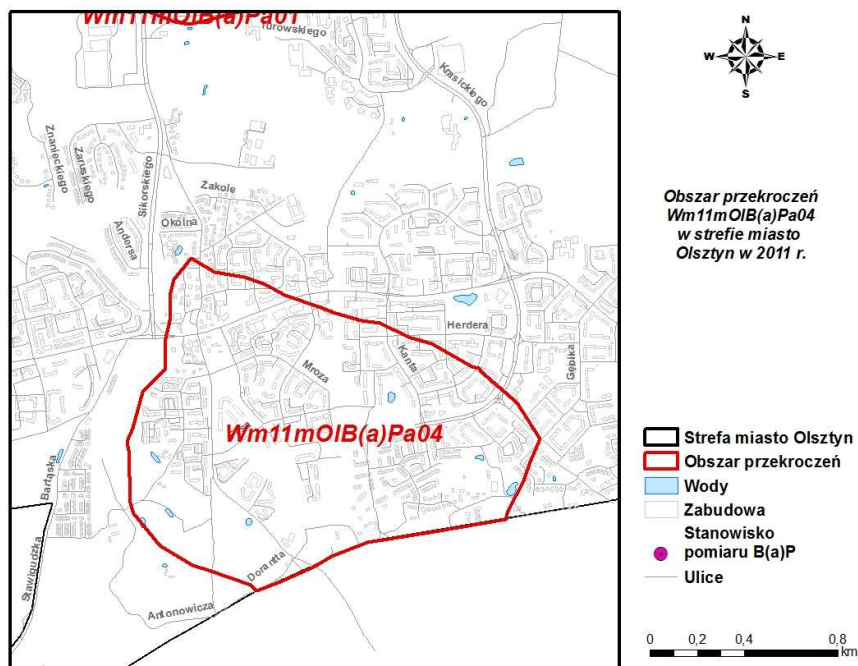 Wm11mOlB(a)Pa01
Turowskiego
Krasickiego
Znanieckiego
Zaruskiego
Sikorskiego
Zakole
Andersa
Okólna
Herdera
Kanta
Gębika
Mroza
Wm11mOlB(a)Pa04
Bartąska
Stawigudzka
Dorantta
Antonowicza
N
W
E
S
Obszar przekroczeń
Wm11mOlB(a)Pa04
w strefie miasto
Olsztyn w 2011 r.
Strefa miasto Olsztyn
Obszar przekroczeń
Wody
Zabudowa
Stanowisko
pomiaru B(a)P
Ulice
0 0,2 0,4 0,8
km